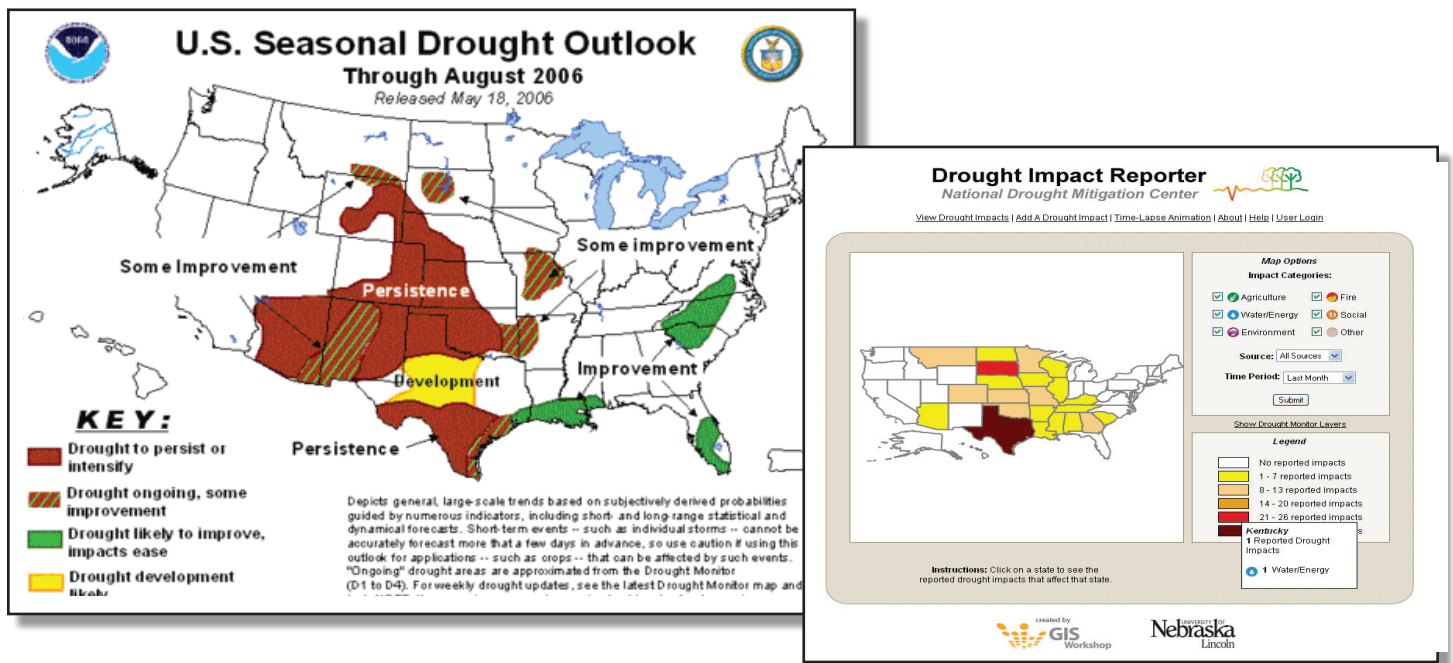 NOAA
U.S. Seasonal Drought Outlook
Through August 2006
Released May 18, 2006
Some improvement
Some Improvement
Persistence
Development
Improvement
Persistence
KEY:
Drought to persist or
intensify
Drought ongoing, some
improvement
Drought likely to improve,
impacts ease
Drought development
likely
Depicts general, large-scale trends based on subjectively derived probabilities
guided by numerous indicators, including short- and long-range statistical and
dynamical forecasts. Short-term events -- such as individual storms -- cannot be
accurately forecast more that a few days in advance, so use caution if using this
outlook for applications -- such as crops -- that can be affected by such events.
"Ongoing" drought areas are approximated from the Drought Monitor
(D1 to D4). For weekly drought updates, see the latest Drought Monitor map and
Drought Impact Reporter
National Drought Mitigation Center
View Drought Impacts | Add A Drought Impact | Time-Lapse Animation | About | Help | User Login
Map Options
Impact Categories:
Agriculture Fire
Water/Energy Social
Environment Other
Source: All Sources
Time Period: Last Month
Submit
Show Drought Monitor Layers
Legend
No reported impacts
1 - 7 reported impacts
8 - 13 reported impacts
14 - 20 reported impacts
21 - 26 reported impacts
Kentucky
1 Reported Drought
Impacts
1 Water/Energy
Instructions: Click on a state to see the
reported drought impacts that affect that state.
created by
GIS
Workshop
UNIVERSITY OF
Nebraska
Lincoln